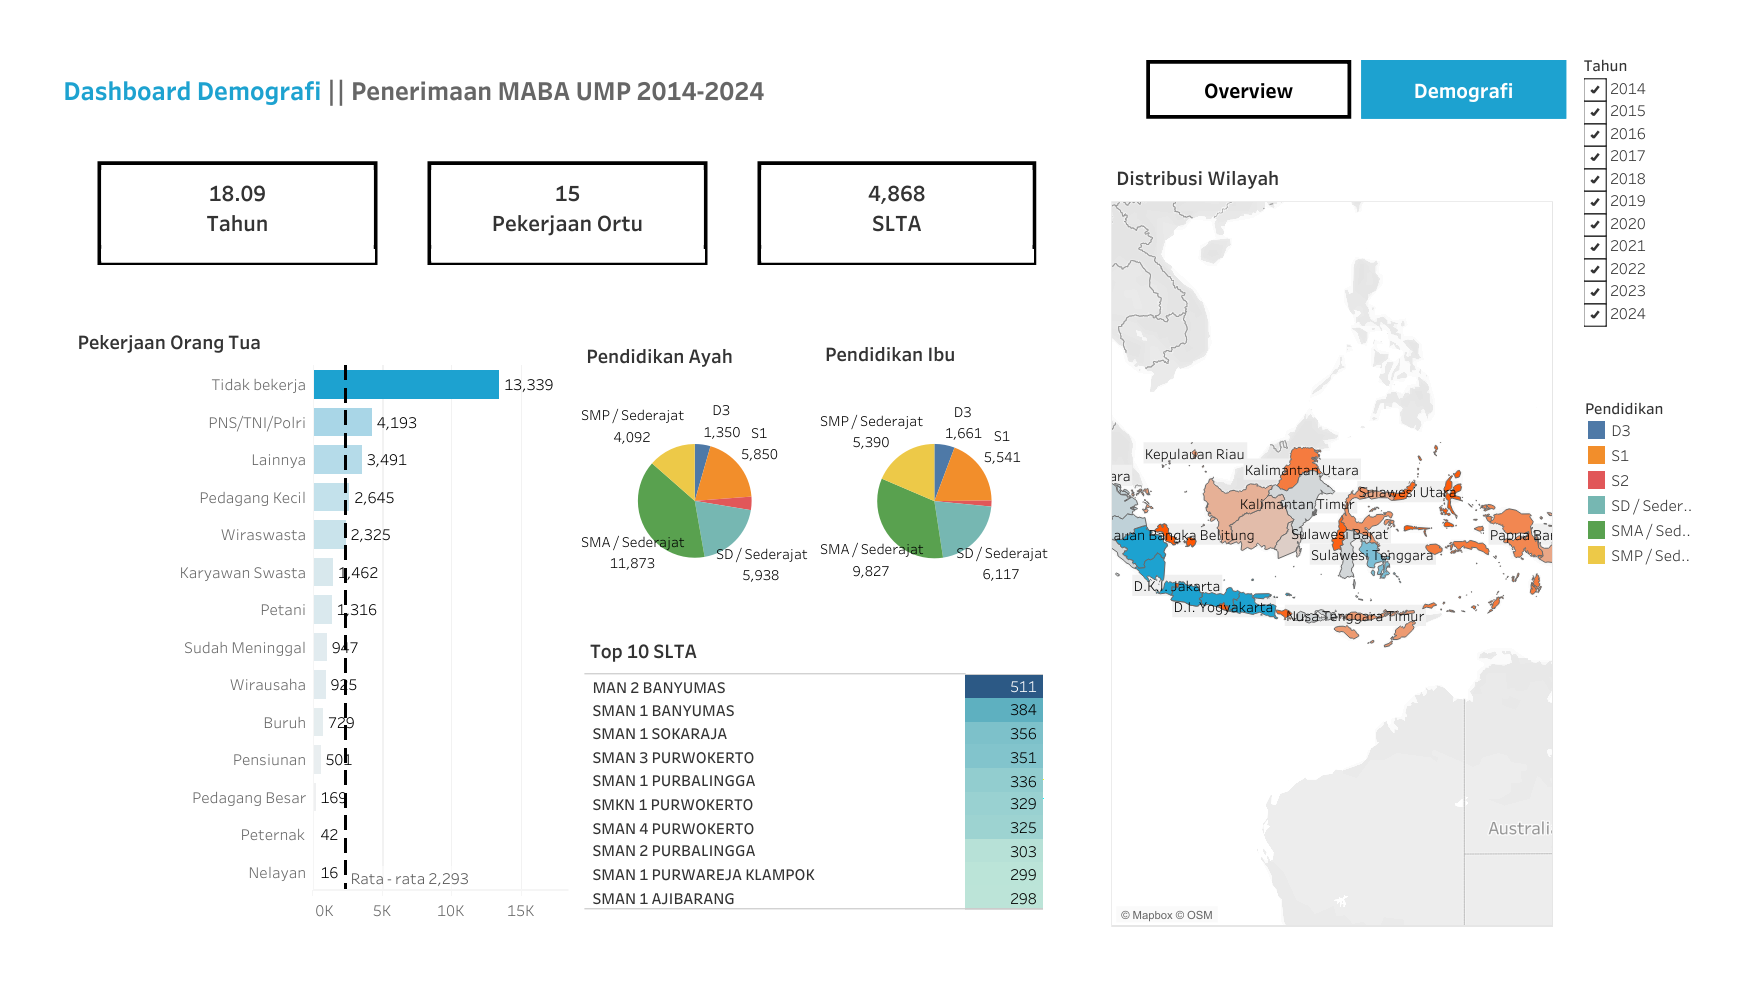 Dashboard Demografi || Penerimaan MABA UMP 2014-2024
Overview
Demografi
Tahun
2014
2015
2016
2017
2018
2019
2020
2021
2022
2023
2024
18.09
Tahun
15
Pekerjaan Ortu
4,868
SLTA
Pekerjaan Orang Tua
Tidak bekerja 13,339
PNS/TNI/Polri 4,193
Lainnya 3,491
Pedagang Kecil 2,645
Wiraswasta 2,325
Karyawan Swasta 1,462
Petani 1,316
Sudah Meninggal 947
Wirausaha 925
Buruh 729
Pensiunan 501
Pedagang Besar 169
Peternak 42
Nelayan 16
Rata - rata 2,293
0K 5K 10K 15K
Pendidikan Ayah
SMP / Sederajat
4,092
D3
1,350
S1
5,850
SMA / Sederajat
11,873
SD / Sederajat
5,938
Pendidikan Ibu
SMP / Sederajat
5,390
D3
1,661
S1
5,541
SMA / Sederajat
9,827
SD / Sederajat
6,117
Top 10 SLTA
MAN 2 BANYUMAS 511
SMAN 1 BANYUMAS 384
SMAN 1 SOKARAJA 356
SMAN 3 PURWOKERTO 351
SMAN 1 PURBALINGGA 336
SMKN 1 PURWOKERTO 329
SMAN 4 PURWOKERTO 325
SMAN 2 PURBALINGGA 303
SMAN 1 PURWAREJA KLAMPOK 299
SMAN 1 AJIBARANG 298
Distribusi Wilayah
Kepulauan Riau
Kalimantan Utara
ara
Sulawesi Utara
Kalimantan Timur
auan Bangka Belitung
Sulawesi Barat
Papua Bar
Sulawesi Tenggara
D.K.I. Jakarta
D.I. Yogyakarta
Nusa Tenggara Timur
Australi
© Mapbox © OSM
Pendidikan
D3
S1
S2
SD / Seder..
SMA / Sed..
SMP / Sed..